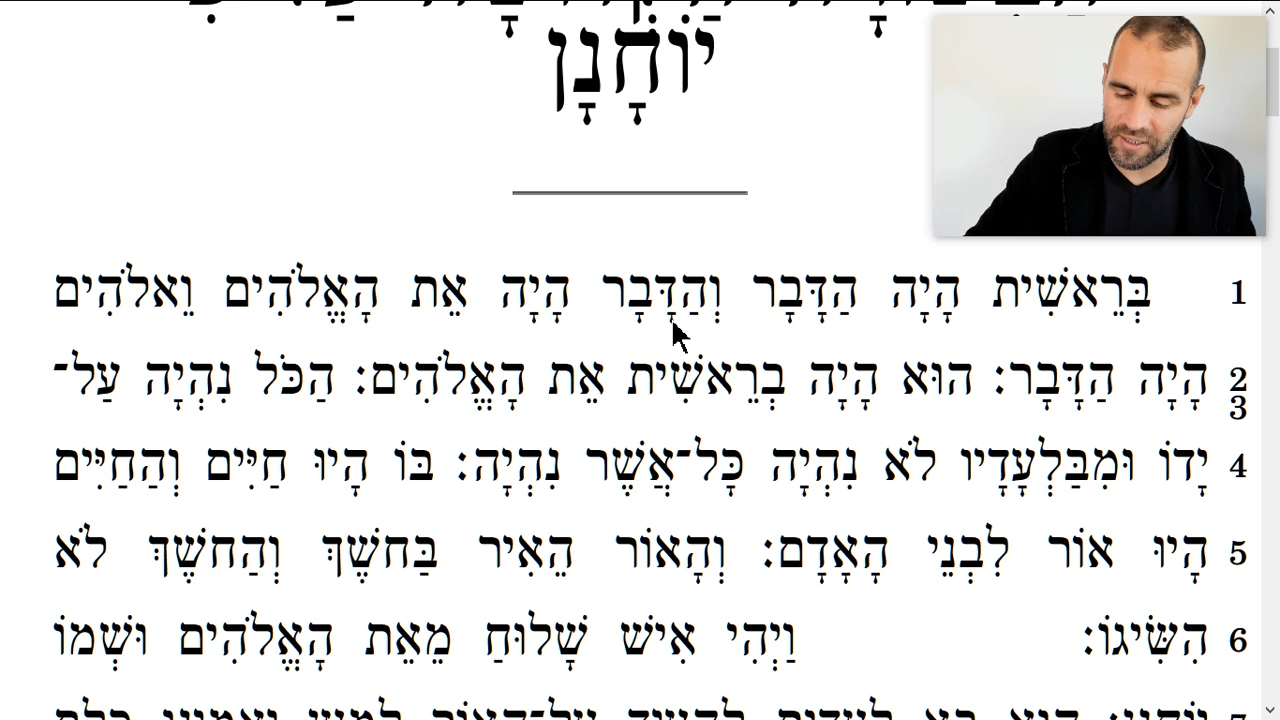 יוֹחָנָן
1 בְּרֵאשִׁית הָיָה הַדָּבָר וְהַדָּבָר הָיָה אֵת הָאֱלֹהִים וֵאלֹהִים
2 3 הָיָה הַדָּבָר׃ הוּא הָיָה בְרֵאשִׁית אֵת הָאֱלֹהִים׃ הַכֹּל נִהְיָה עַל־
4 יָדוֹ וּמִבַּלְעָדָיו לֹא נִהְיָה כָּל־אֲשֶׁר נִהְיָה׃ בּוֹ הָיוּ חַיִּים וְהַחַיִּים
5 הָיוּ אוֹר לִבְנֵי הָאָדָם׃ וְהָאוֹר הֵאִיר בַּחשֶׁךְ וְהַחשֶׁךְ לֹא
6 הִשִּׂיגוֹ׃ וַיְהִי אִישׁ שָׁלוּחַ מֵאֵת הָאֱלֹהִים וּשְׁמוֹ